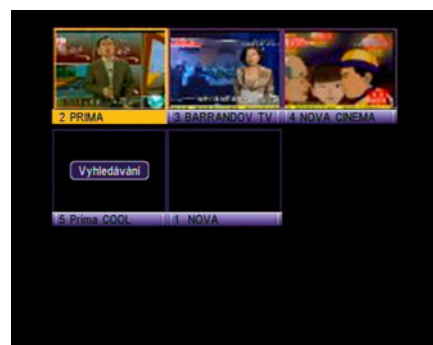 2 PRIMA
3 BARRANDOV TV
4 NOVA CINEMA
Vyhledávání
5 Prima COOL
1 NOVA